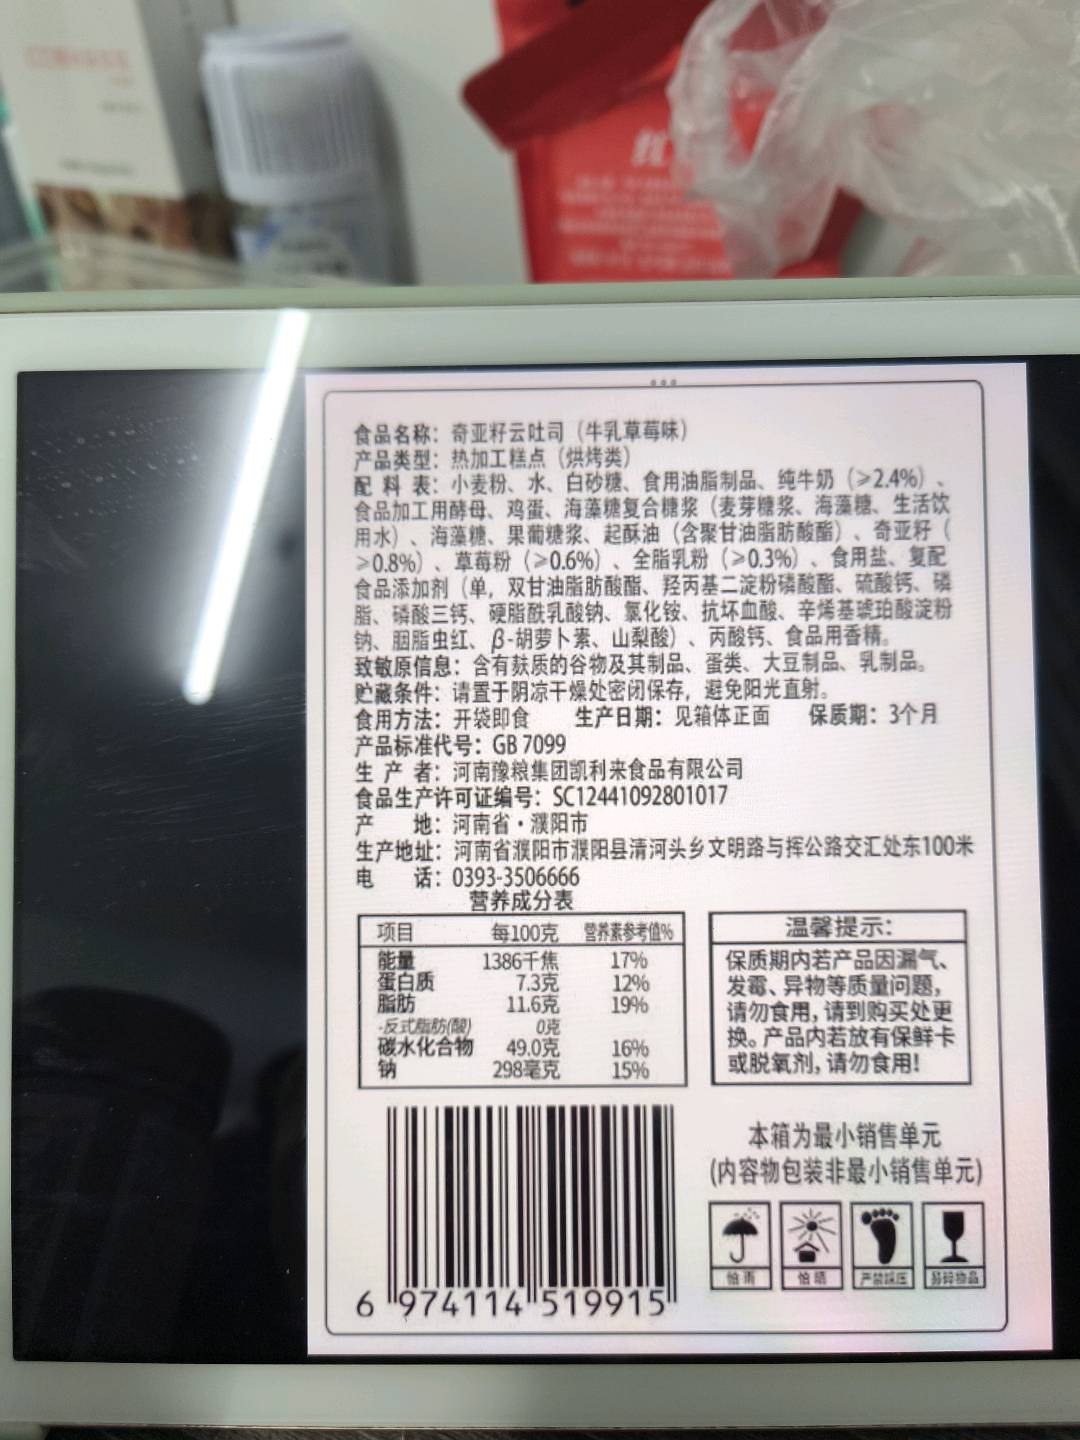 红
食品名称：奇亚籽云吐司（牛乳草莓味）
产品类型：热加工糕点（烘烤类）
配 料 表：小麦粉、水、白砂糖、食用油脂制品、纯牛奶（≥2.4%）、
食品加工用酵母、鸡蛋、海藻糖复合糖浆（麦芽糖浆、海藻糖、生活饮
用水）、海藻糖、果葡糖浆、起酥油（含聚甘油脂肪酸酯）、奇亚籽（
≥0.8%）、草莓粉（≥0.6%）、全脂乳粉（≥0.3%）、食用盐、复配
食品添加剂（单，双甘油脂肪酸酯、羟丙基二淀粉磷酸酯、硫酸钙、磷
脂、磷酸三钙、硬脂酰乳酸钠、氯化铵、抗坏血酸、辛烯基琥珀酸淀粉
钠、胭脂虫红、β-胡萝卜素、山梨酸）、丙酸钙、食品用香精。
致敏原信息：含有麸质的谷物及其制品、蛋类、大豆制品、乳制品。
贮藏条件：请置于阴凉干燥处密闭保存，避免阳光直射。
食用方法：开袋即食 生产日期：见箱体正面 保质期：3个月
产品标准代号：GB 7099
生 产 者：河南豫粮集团凯利来食品有限公司
食品生产许可证编号：SC12441092801017
产 地：河南省·濮阳市
生产地址：河南省濮阳市濮阳县清河头乡文明路与挥公路交汇处东100米
电 话：0393-3506666
营养成分表
项目 每100克 营养素参考值%
能量 1386千焦 17%
蛋白质 7.3克 12%
脂肪 11.6克 19%
-反式脂肪(酸) 0克
碳水化合物 49.0克 16%
钠 298毫克 15%
温馨提示：
保质期内若产品因漏气、
发霉、异物等质量问题，
请勿食用，请到购买处更
换。产品内若放有保鲜卡
或脱氧剂，请勿食用！
6 974114 519915
本箱为最小销售单元
(内容物包装非最小销售单元)
怕雨 怕晒 严禁踩压 易碎物品